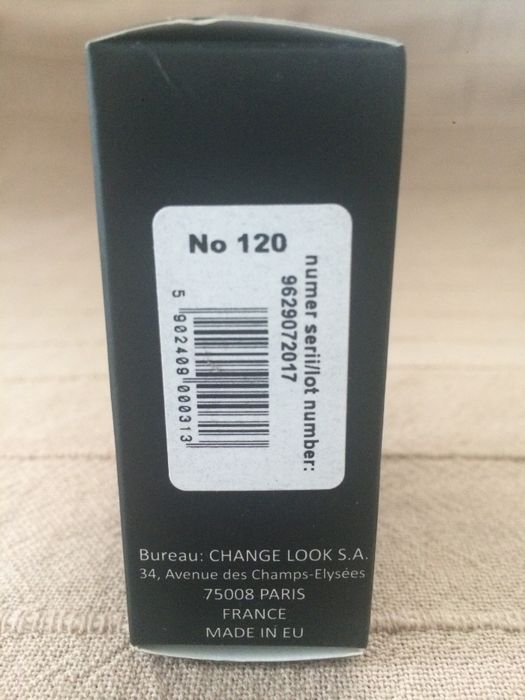 No 120
numer serii/lot number:
9629072017
5 902409 000313
Bureau: CHANGE LOOK S.A.
34, Avenue des Champs-Elysées
75008 PARIS
FRANCE
MADE IN EU